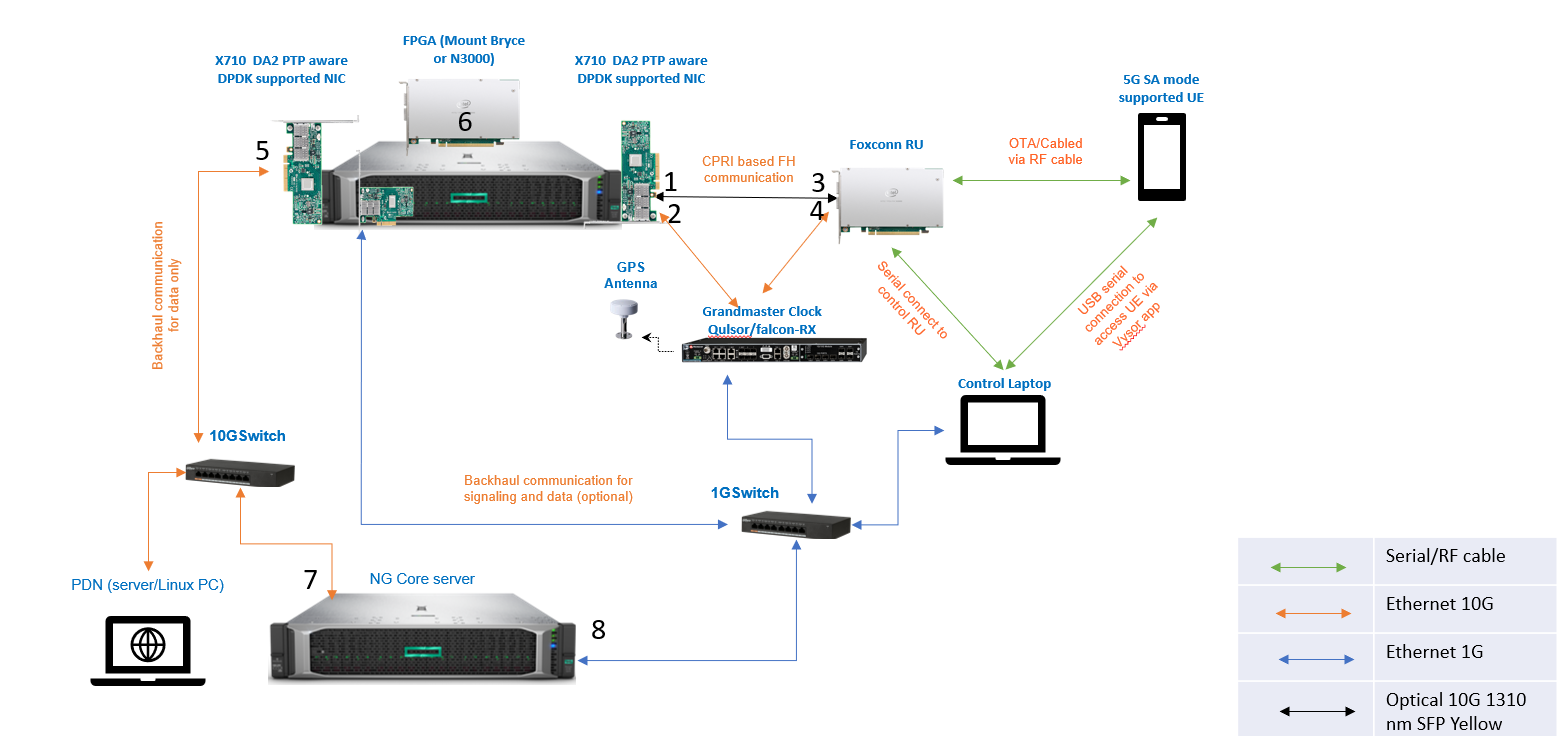 FPGA (Mount Bryce
or N3000)
X710  DA2 PTP aware
DPDK supported NIC
X710  DA2 PTP aware
DPDK supported NIC
5G SA mode
supported UE
6
5
Foxconn RU
OTA/Cabled
via RF cable
CPRI based FH
communication
1
3
2
4
Backhaul communication
for data only
GPS
Antenna
Serial connect to
control RU
USB serial
connection to
access UE via
Vysor app
Grandmaster Clock
Qulsor/falcon-RX
Control Laptop
10GSwitch
Backhaul communication for
signaling and data (optional)
1GSwitch
PDN (server/Linux PC)
7
NG Core server
8
Serial/RF cable
Ethernet 10G
Ethernet 1G
Optical 10G 1310
nm SFP Yellow